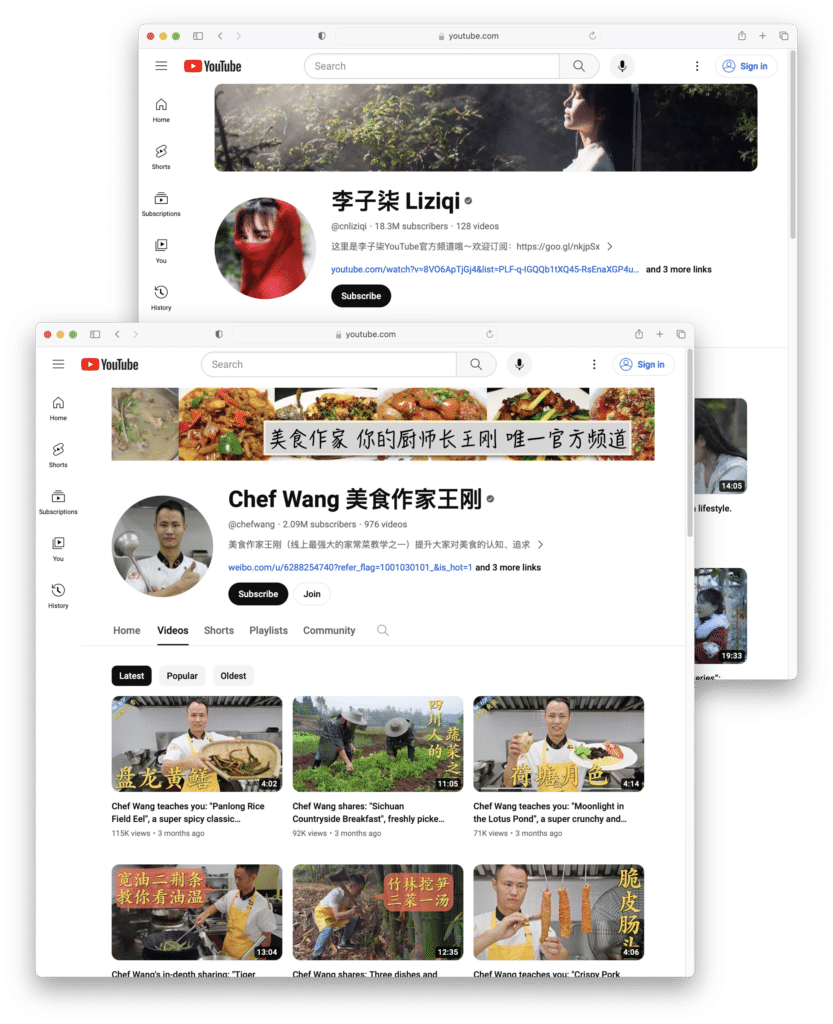 youtube.com
YouTube
Search
Sign in
Home
Shorts
Subscriptions
You
History
李子柒 Liziqi
@cnliziqi · 18.3M subscribers · 128 videos
这里是李子柒YouTube官方频道哦～欢迎订阅： https://goo.gl/nkjpSx
youtube.com/watch?v=8VO6ApTjGj4&list=PLF-q-IGQQb1tXQ45-RsEnaXGP4u... and 3 more links
Subscribe
14:05
lifestyle.
19:33
youtube.com
YouTube
Search
Sign in
Home
Shorts
Subscriptions
You
History
美食作家 你的厨师长王刚 唯一官方频道
Chef Wang 美食作家王刚
@chefwang · 2.09M subscribers · 976 videos
美食作家王刚（线上最强大的家常菜教学之一）提升大家对美食的认知、追求
weibo.com/u/6288254740?refer_flag=1001030101_&is_hot=1 and 3 more links
Subscribe Join
Home Videos Shorts Playlists Community
Latest Popular Oldest
盘龙黄鳝
4:02
Chef Wang teaches you: "Panlong Rice
Field Eel", a super spicy classic...
115K views • 3 months ago
四川人的
蔬菜之
11:05
Chef Wang shares: "Sichuan
Countryside Breakfast", freshly picke...
92K views • 3 months ago
荷塘月色
4:14
Chef Wang teaches you: "Moonlight in
the Lotus Pond", a super crunchy and...
71K views • 3 months ago
宽油二荆条
教你看油温
13:04
Chef Wang's in-depth sharing: "Tiger
竹林挖笋
三菜一汤
12:35
Chef Wang shares: Three dishes and
脆皮肠头
4:06
Chef Wang teaches you: "Crispy Pork